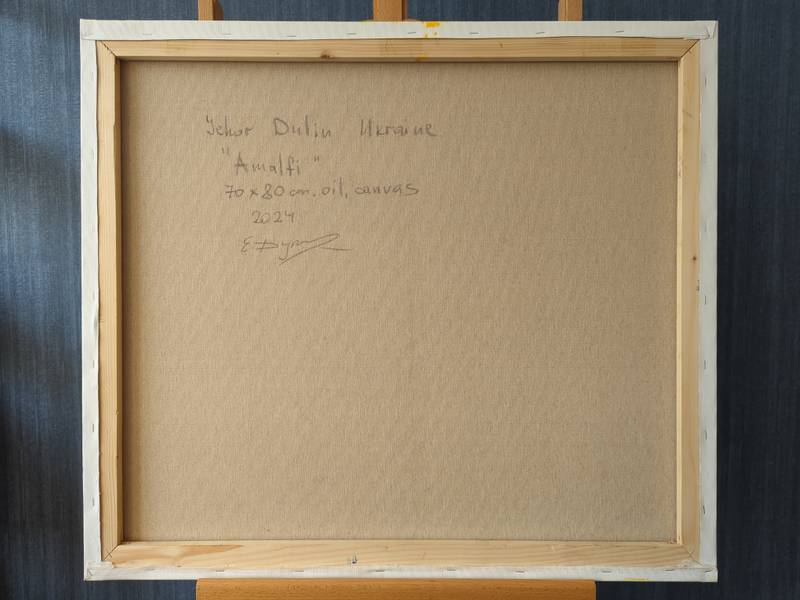 Yehor Dulin Ukraine
"Amalfi"
70 x 80 cm. oil, canvas
2024